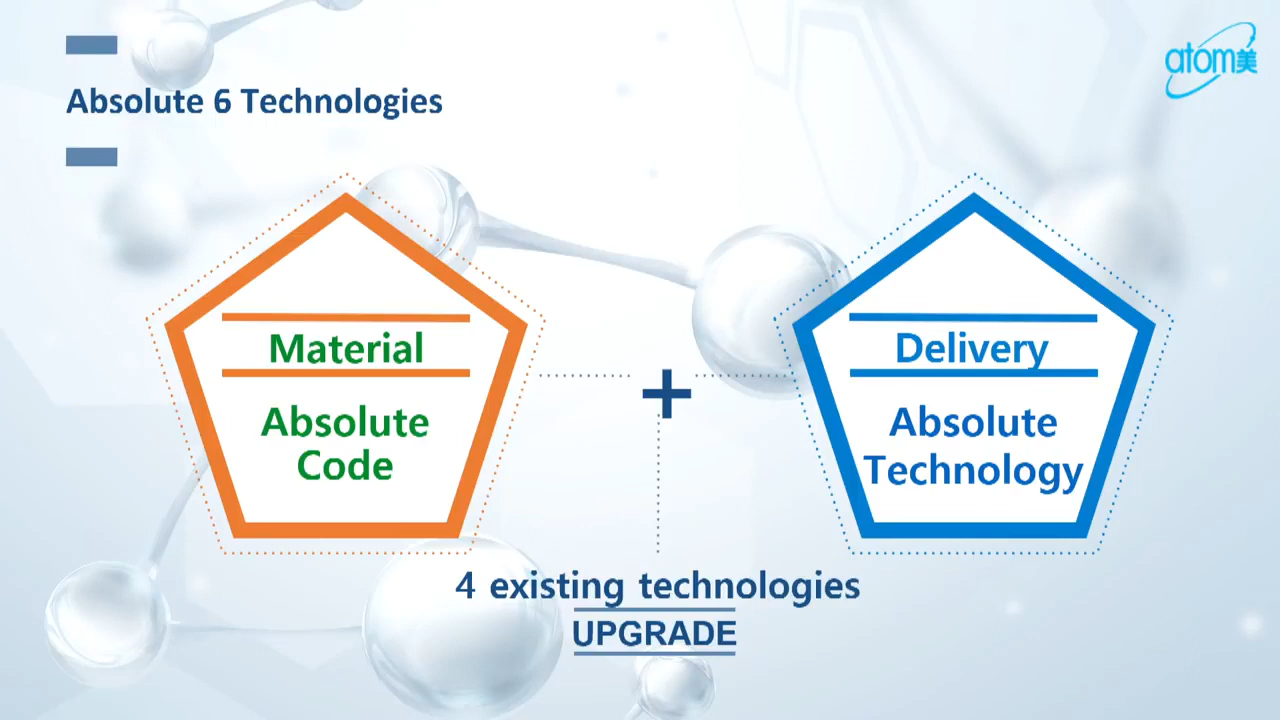 Absolute 6 Technologies
atom美
Material
Absolute
Code
+
Delivery
Absolute
Technology
4 existing technologies
UPGRADE